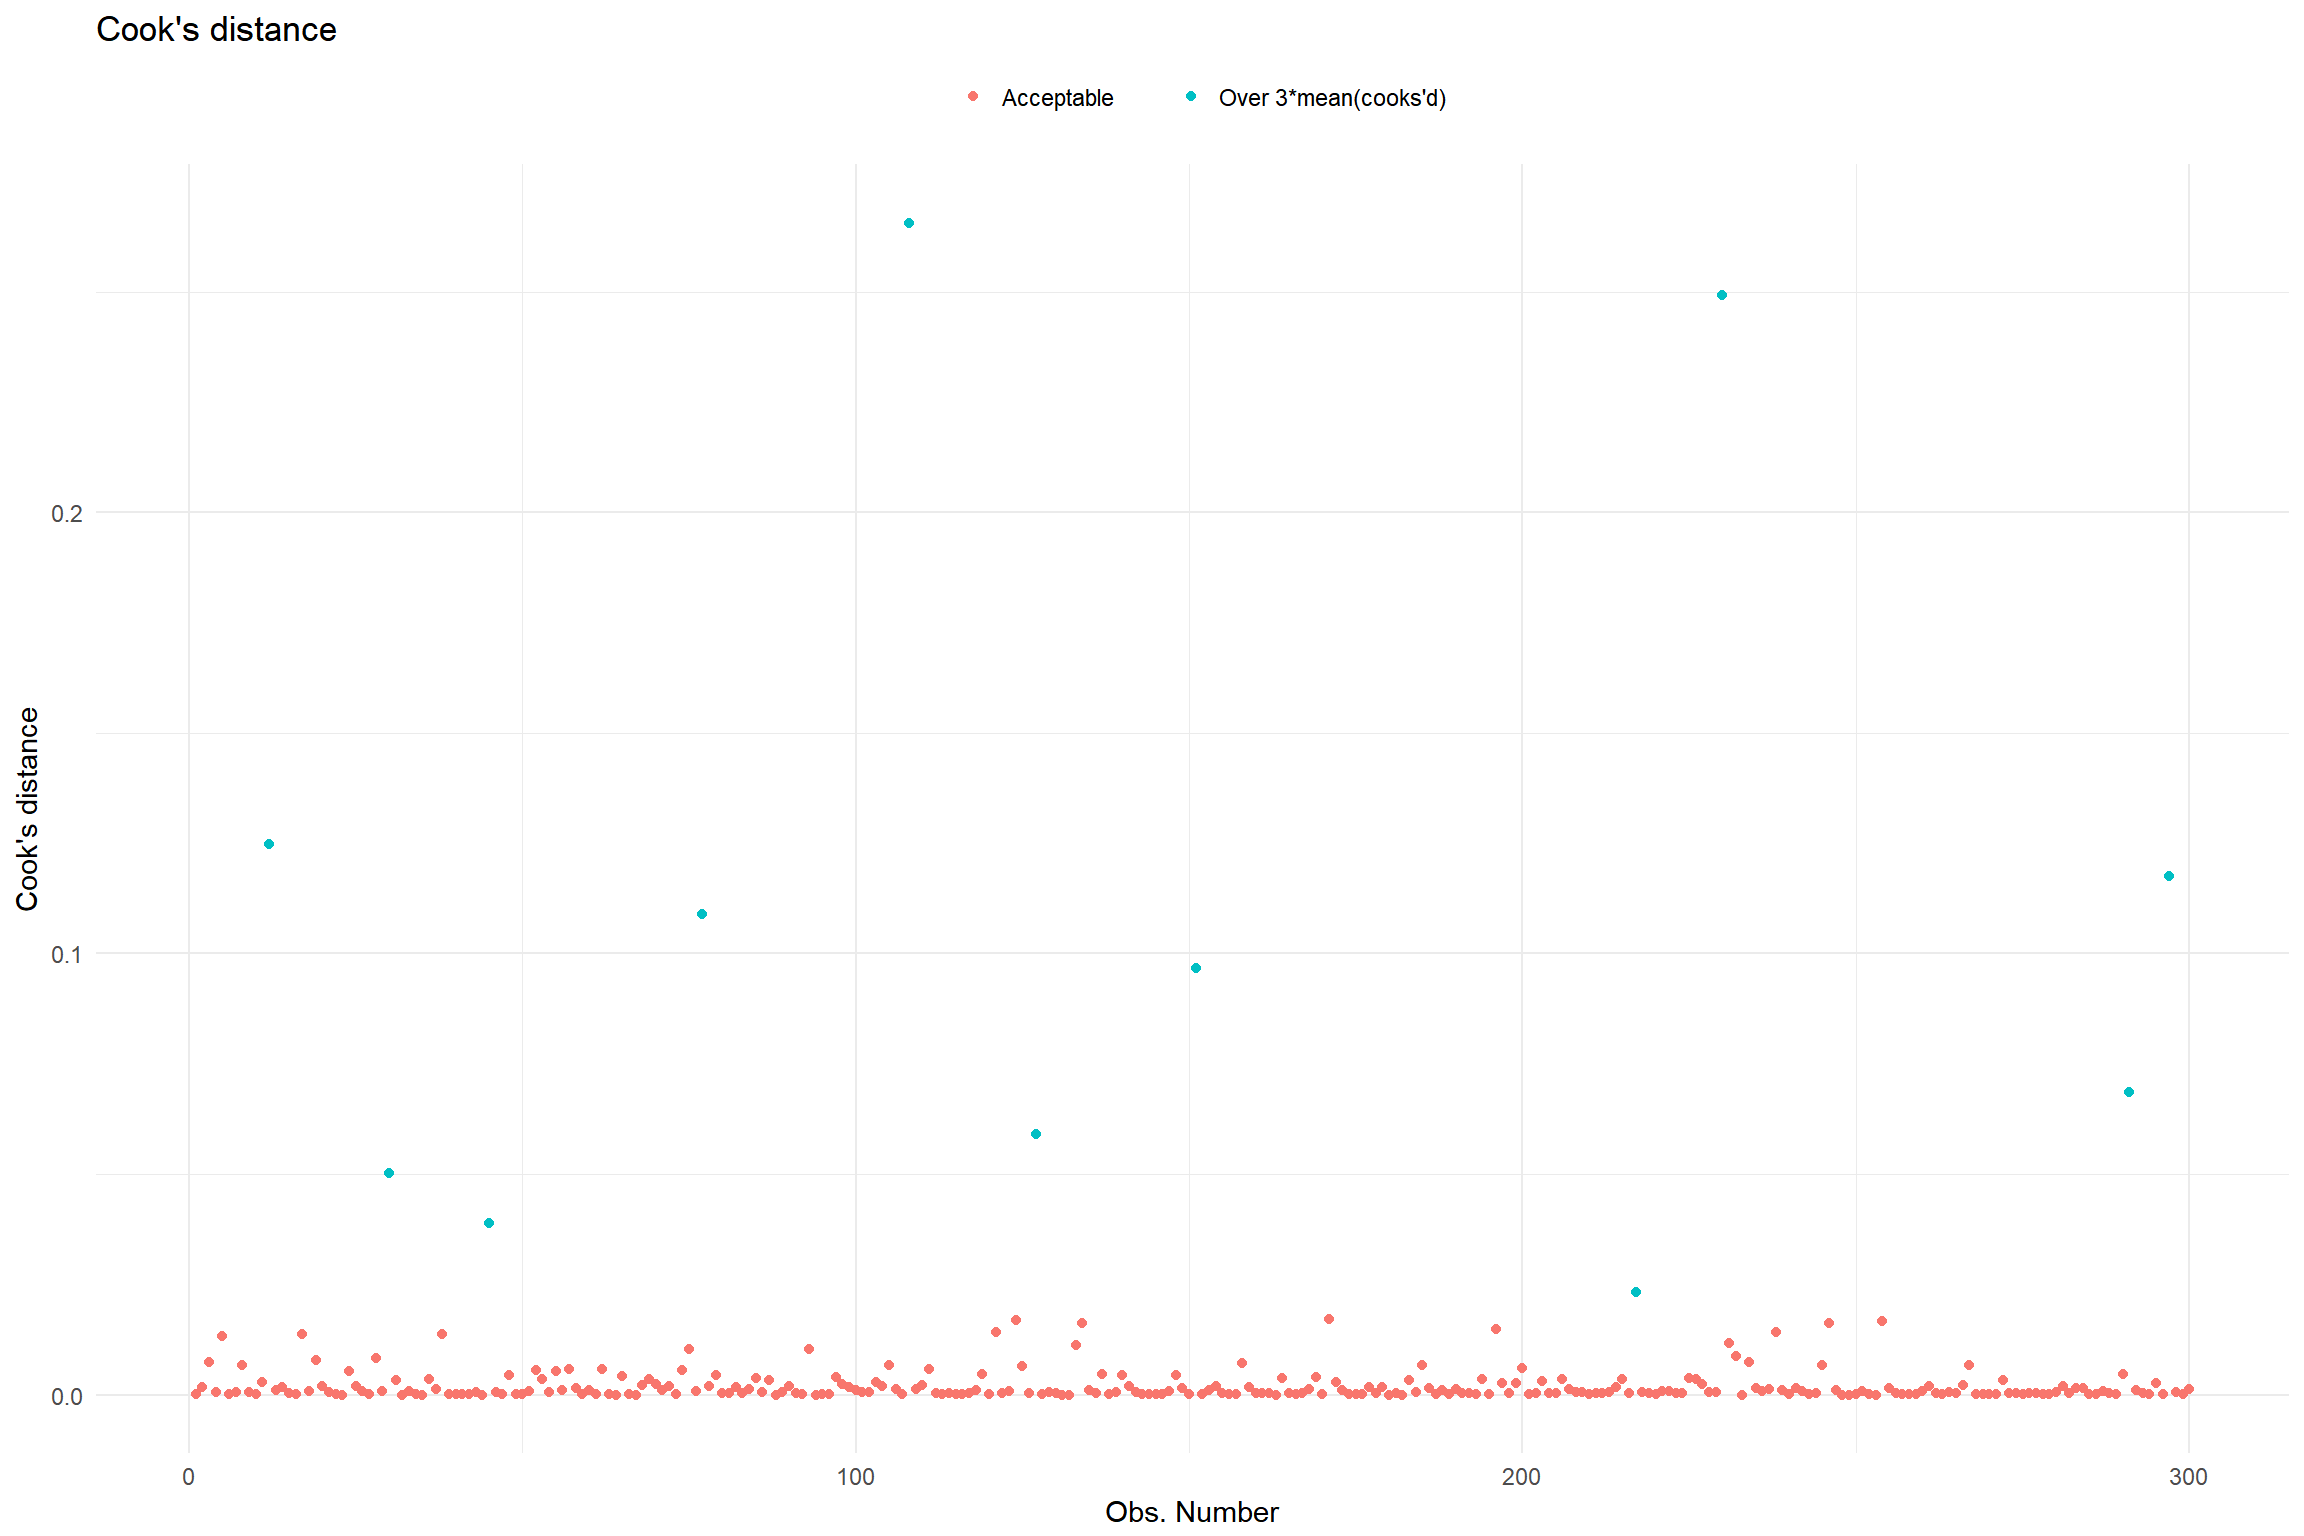 Cook's distance
Acceptable
Over 3*mean(cooks'd)
Cook's distance
0.2
0.1
0.0
0
100
200
300
Obs. Number